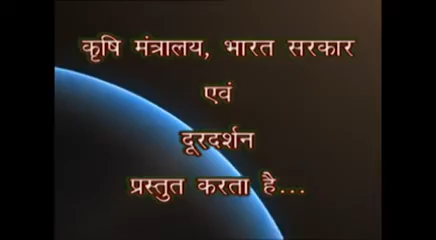 कृषि मंत्रालय, भारत सरकार
एवं
दूरदर्शन
प्रस्तुत करता है...